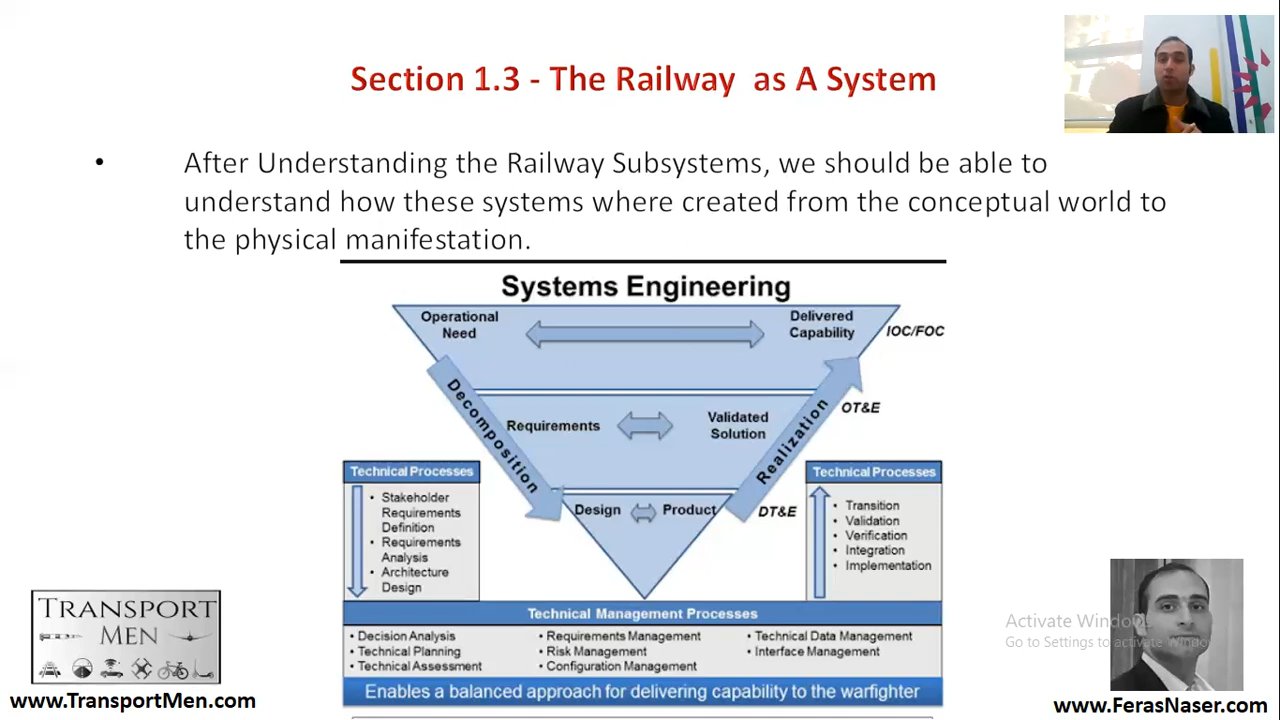 Section 1.3 - The Railway as A System
• After Understanding the Railway Subsystems, we should be able to
understand how these systems where created from the conceptual world to
the physical manifestation.
Systems Engineering
Operational
Need
Delivered
Capability
IOC/FOC
Decomposition
Realization
OT&E
Requirements
Validated
Solution
Design
Product
DT&E
Technical Processes
• Stakeholder
Requirements
Definition
• Requirements
Analysis
• Architecture
Design
Technical Processes
• Transition
• Validation
• Verification
• Integration
• Implementation
Technical Management Processes
• Decision Analysis
• Technical Planning
• Technical Assessment
• Requirements Management
• Risk Management
• Configuration Management
• Technical Data Management
• Interface Management
Enables a balanced approach for delivering capability to the warfighter
TRANSPORT
MEN
www.TransportMen.com
Activate Windows
Go to Settings to activate Windows
www.FerasNaser.com